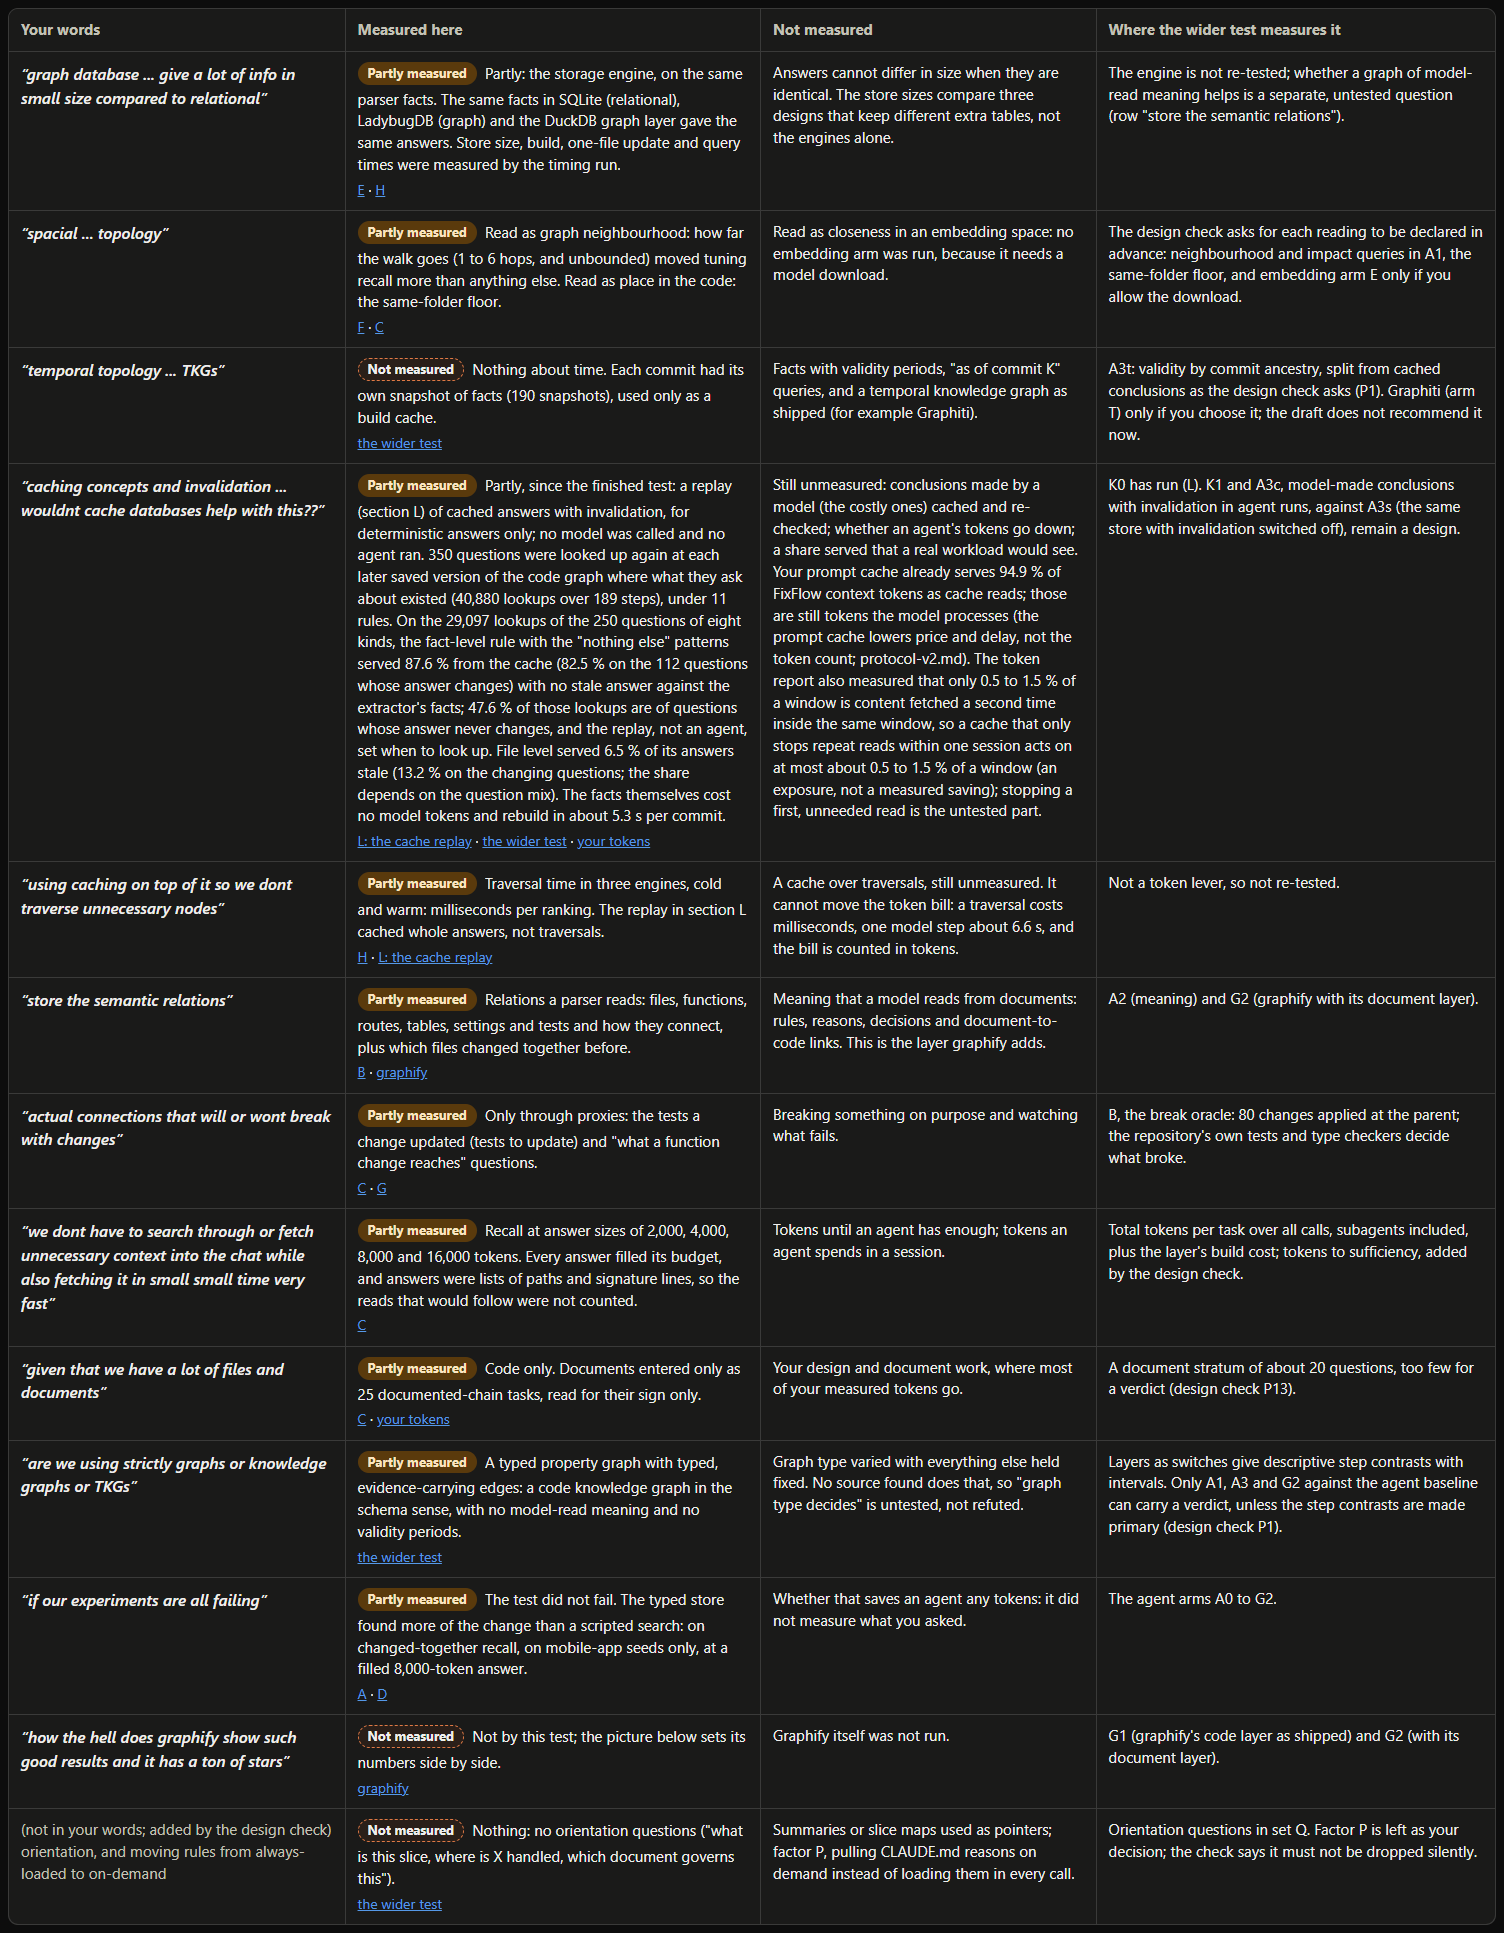 Your words
Measured here
Not measured
Where the wider test measures it
“graph database ... give a lot of info in
small size compared to relational”
Partly measured Partly: the storage engine, on the same
parser facts. The same facts in SQLite (relational),
LadybugDB (graph) and the DuckDB graph layer gave the
same answers. Store size, build, one-file update and query
times were measured by the timing run.
E · H
Answers cannot differ in size when they are
identical. The store sizes compare three
designs that keep different extra tables, not
the engines alone.
The engine is not re-tested; whether a graph of model-
read meaning helps is a separate, untested question
(row "store the semantic relations").
“spacial ... topology”
Partly measured Read as graph neighbourhood: how far
the walk goes (1 to 6 hops, and unbounded) moved tuning
recall more than anything else. Read as place in the code:
the same-folder floor.
F · C
Read as closeness in an embedding space: no
embedding arm was run, because it needs a
model download.
The design check asks for each reading to be declared in
advance: neighbourhood and impact queries in A1, the
same-folder floor, and embedding arm E only if you
allow the download.
“temporal topology ... TKGs”
Not measured Nothing about time. Each commit had its
own snapshot of facts (190 snapshots), used only as a
build cache.
the wider test
Facts with validity periods, "as of commit K"
queries, and a temporal knowledge graph as
shipped (for example Graphiti).
A3t: validity by commit ancestry, split from cached
conclusions as the design check asks (P1). Graphiti (arm
T) only if you choose it; the draft does not recommend it
now.
“caching concepts and invalidation ...
wouldnt cache databases help with this??”
Partly measured Partly, since the finished test: a replay
(section L) of cached answers with invalidation, for
deterministic answers only; no model was called and no
agent ran. 350 questions were looked up again at each
later saved version of the code graph where what they ask
about existed (40,880 lookups over 189 steps), under 11
rules. On the 29,097 lookups of the 250 questions of eight
kinds, the fact-level rule with the "nothing else" patterns
served 87.6 % from the cache (82.5 % on the 112 questions
whose answer changes) with no stale answer against the
extractor's facts; 47.6 % of those lookups are of questions
whose answer never changes, and the replay, not an agent,
set when to look up. File level served 6.5 % of its answers
stale (13.2 % on the changing questions; the share
depends on the question mix). The facts themselves cost
no model tokens and rebuild in about 5.3 s per commit.
L: the cache replay · the wider test · your tokens
Still unmeasured: conclusions made by a
model (the costly ones) cached and re-
checked; whether an agent's tokens go down;
a share served that a real workload would see.
Your prompt cache already serves 94.9 % of
FixFlow context tokens as cache reads; those
are still tokens the model processes (the
prompt cache lowers price and delay, not the
token count; protocol-v2.md). The token
report also measured that only 0.5 to 1.5 % of
a window is content fetched a second time
inside the same window, so a cache that only
stops repeat reads within one session acts on
at most about 0.5 to 1.5 % of a window (an
exposure, not a measured saving); stopping a
first, unneeded read is the untested part.
K0 has run (L). K1 and A3c, model-made conclusions
with invalidation in agent runs, against A3s (the same
store with invalidation switched off), remain a design.
“using caching on top of it so we dont
traverse unnecessary nodes”
Partly measured Traversal time in three engines, cold
and warm: milliseconds per ranking. The replay in section L
cached whole answers, not traversals.
H · L: the cache replay
A cache over traversals, still unmeasured. It
cannot move the token bill: a traversal costs
milliseconds, one model step about 6.6 s, and
the bill is counted in tokens.
Not a token lever, so not re-tested.
“store the semantic relations”
Partly measured Relations a parser reads: files, functions,
routes, tables, settings and tests and how they connect,
plus which files changed together before.
B · graphify
Meaning that a model reads from documents:
rules, reasons, decisions and document-to-
code links. This is the layer graphify adds.
A2 (meaning) and G2 (graphify with its document layer).
“actual connections that will or wont break
with changes”
Partly measured Only through proxies: the tests a
change updated (tests to update) and "what a function
change reaches" questions.
C · G
Breaking something on purpose and watching
what fails.
B, the break oracle: 80 changes applied at the parent;
the repository's own tests and type checkers decide
what broke.
“we dont have to search through or fetch
unnecessary context into the chat while
also fetching it in small small time very
fast”
Partly measured Recall at answer sizes of 2,000, 4,000,
8,000 and 16,000 tokens. Every answer filled its budget,
and answers were lists of paths and signature lines, so the
reads that would follow were not counted.
C
Tokens until an agent has enough; tokens an
agent spends in a session.
Total tokens per task over all calls, subagents included,
plus the layer's build cost; tokens to sufficiency, added
by the design check.
“given that we have a lot of files and
documents”
Partly measured Code only. Documents entered only as
25 documented-chain tasks, read for their sign only.
C · your tokens
Your design and document work, where most
of your measured tokens go.
A document stratum of about 20 questions, too few for
a verdict (design check P13).
“are we using strictly graphs or knowledge
graphs or TKGs”
Partly measured A typed property graph with typed,
evidence-carrying edges: a code knowledge graph in the
schema sense, with no model-read meaning and no
validity periods.
the wider test
Graph type varied with everything else held
fixed. No source found does that, so "graph
type decides" is untested, not refuted.
Layers as switches give descriptive step contrasts with
intervals. Only A1, A3 and G2 against the agent baseline
can carry a verdict, unless the step contrasts are made
primary (design check P1).
“if our experiments are all failing”
Partly measured The test did not fail. The typed store
found more of the change than a scripted search: on
changed-together recall, on mobile-app seeds only, at a
filled 8,000-token answer.
A · D
Whether that saves an agent any tokens: it did
not measure what you asked.
The agent arms A0 to G2.
“how the hell does graphify show such
good results and it has a ton of stars”
Not measured Not by this test; the picture below sets its
numbers side by side.
graphify
Graphify itself was not run.
G1 (graphify's code layer as shipped) and G2 (with its
document layer).
(not in your words; added by the design check)
orientation, and moving rules from always-
loaded to on-demand
Not measured Nothing: no orientation questions ("what
is this slice, where is X handled, which document governs
this").
the wider test
Summaries or slice maps used as pointers;
factor P, pulling CLAUDE.md reasons on
demand instead of loading them in every call.
Orientation questions in set Q. Factor P is left as your
decision; the check says it must not be dropped silently.